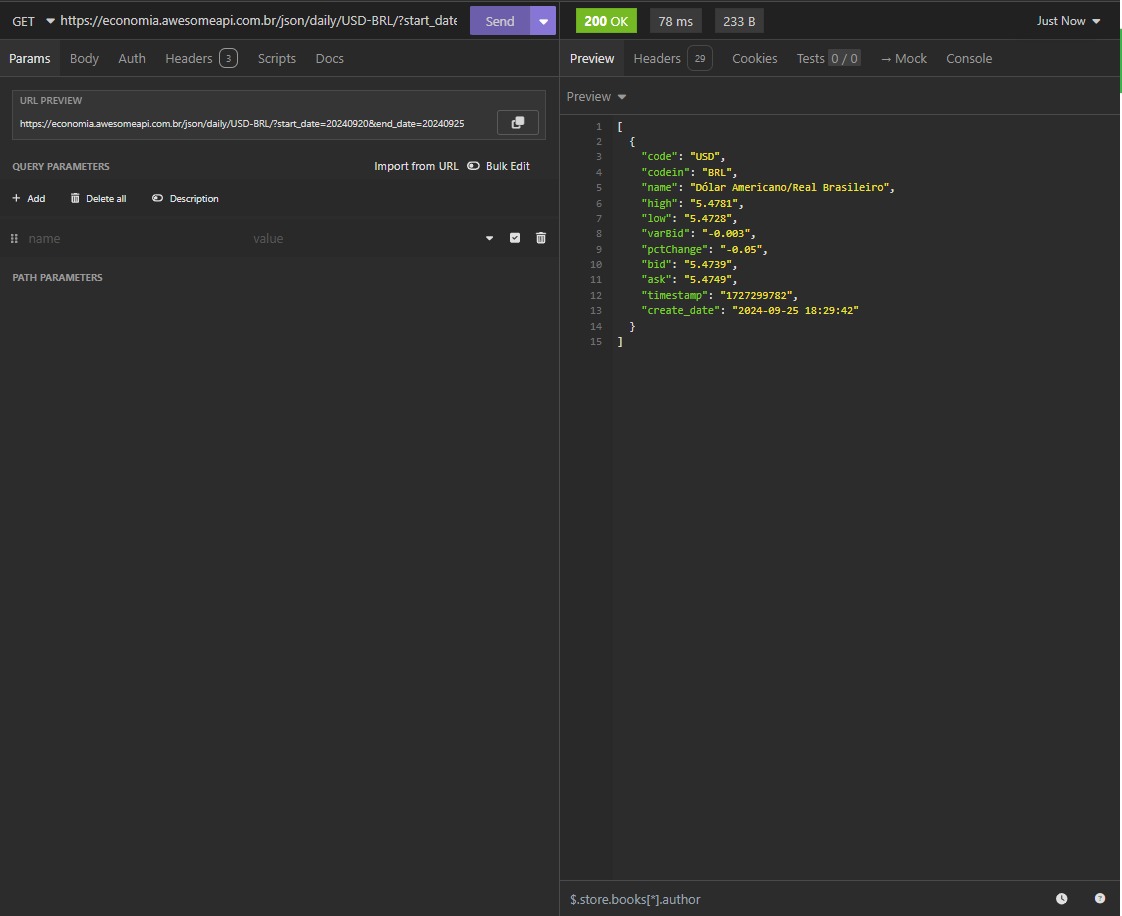 GET https://economia.awesomeapi.com.br/json/daily/USD-BRL/?start_date Send
Params Body Auth Headers 3 Scripts Docs
URL PREVIEW
https://economia.awesomeapi.com.br/json/daily/USD-BRL/?start_date=20240920&end_date=20240925
QUERY PARAMETERS Import from URL Bulk Edit
+ Add Delete all Description
name value
PATH PARAMETERS
200 OK 78 ms 233 B Just Now
Preview Headers 29 Cookies Tests 0 / 0 → Mock Console
Preview
1 [
2 {
3 "code": "USD",
4 "codein": "BRL",
5 "name": "Dólar Americano/Real Brasileiro",
6 "high": "5.4781",
7 "low": "5.4728",
8 "varBid": "-0.003",
9 "pctChange": "-0.05",
10 "bid": "5.4739",
11 "ask": "5.4749",
12 "timestamp": "1727299782",
13 "create_date": "2024-09-25 18:29:42"
14 }
15 ]
$.store.books[*].author